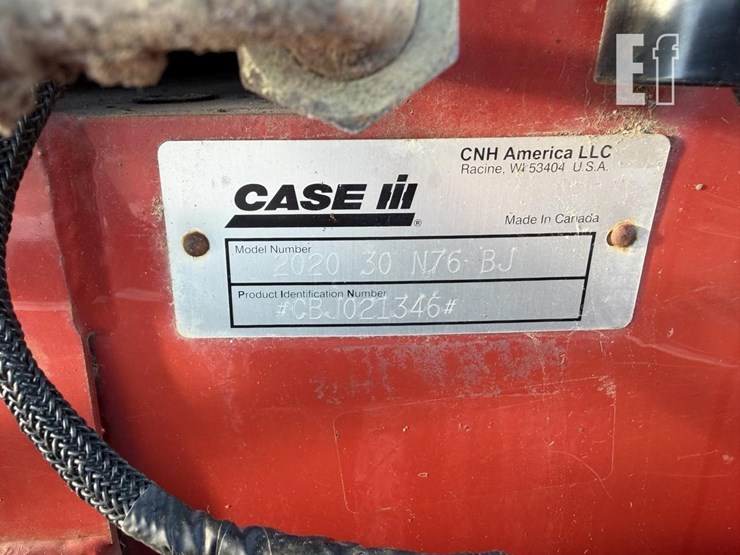 Ef
CNH America LLC
Racine, WI 53404 U.S.A.
CASE IH
®
Made In Canada
Model Number
2020 30 N76-BJ
Product Identification Number
#CBJ021346#